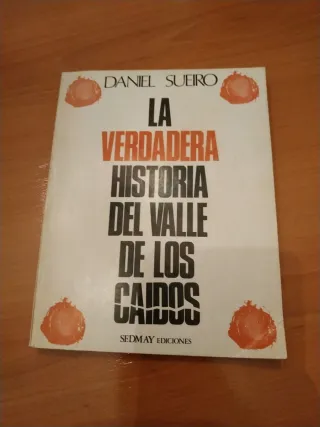 DANIEL SUEIRO
LA
VERDADERA
HISTORIA
DEL VALLE
DE LOS
CAIDOS
SEDMAY EDICIONES